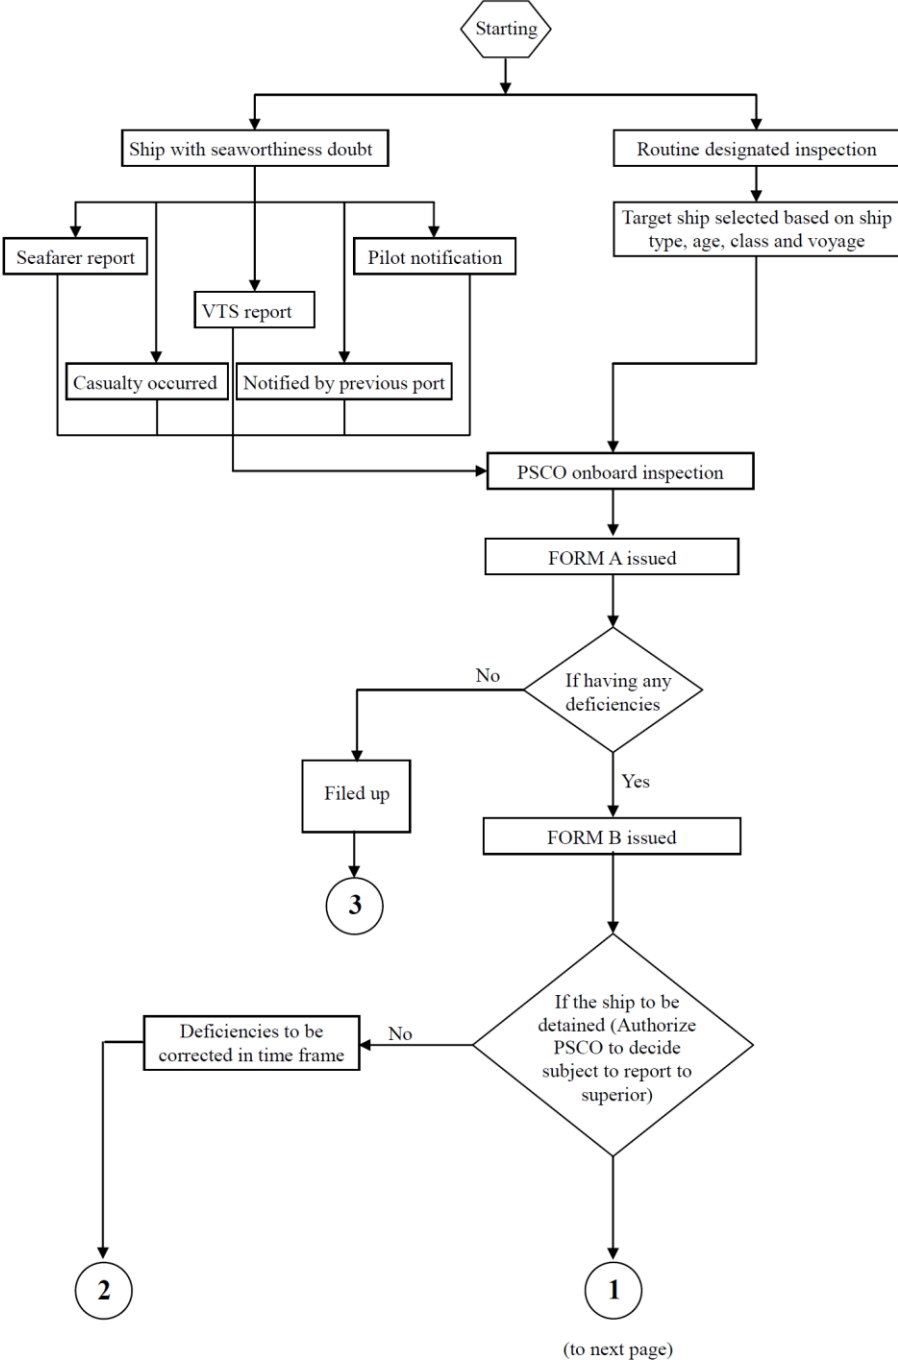 Starting
Ship with seaworthiness doubt
Routine designated inspection
Target ship selected based on ship
type, age, class and voyage
Seafarer report
Pilot notification
VTS report
Casualty occurred
Notified by previous port
PSCO onboard inspection
FORM A issued
If having any
deficiencies
No
Yes
Filed up
FORM B issued
3
If the ship to be
detained (Authorize
PSCO to decide
subject to report to
superior)
No
Deficiencies to be
corrected in time frame
2
1
(to next page)